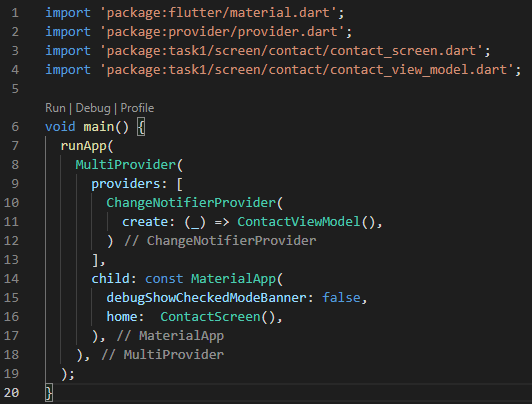 1 import 'package:flutter/material.dart';
2 import 'package:provider/provider.dart';
3 import 'package:task1/screen/contact/contact_screen.dart';
4 import 'package:task1/screen/contact/contact_view_model.dart';
5
Run | Debug | Profile
6 void main() {
7   runApp(
8     MultiProvider(
9       providers: [
10         ChangeNotifierProvider(
11           create: (_) => ContactViewModel(),
12         ) // ChangeNotifierProvider
13       ],
14       child: const MaterialApp(
15         debugShowCheckedModeBanner: false,
16         home:  ContactScreen(),
17       ), // MaterialApp
18     ), // MultiProvider
19   );
20 }